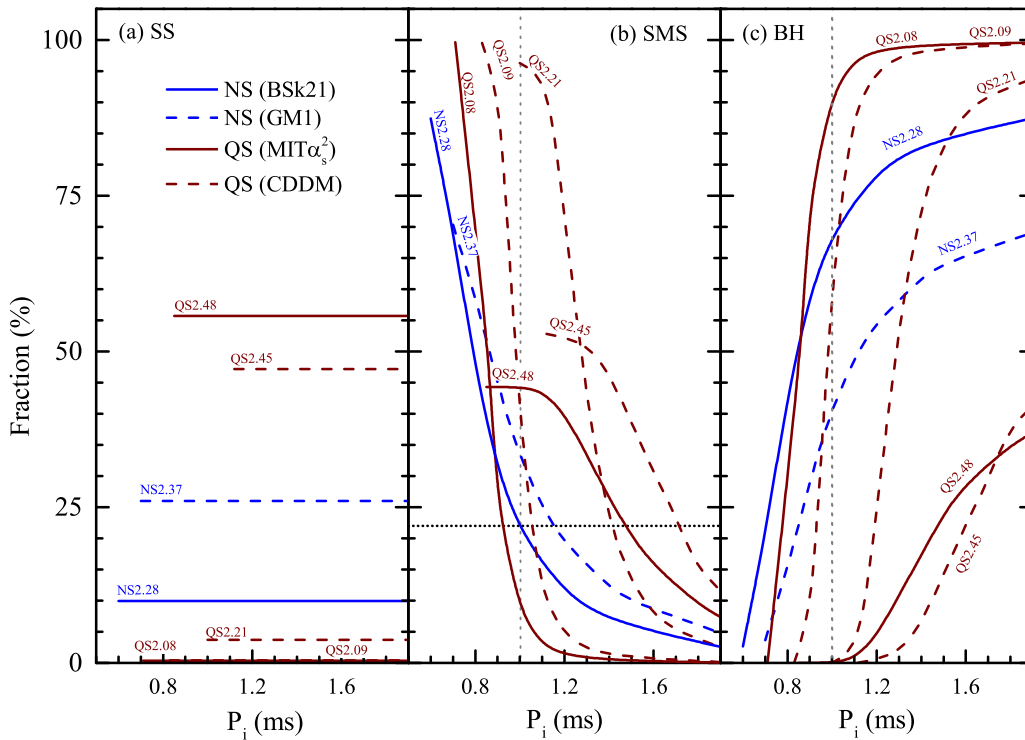 (a) SS
(b) SMS
(c) BH
NS (BSk21)
NS (GM1)
QS (MITα_s^2)
QS (CDDM)
Fraction (%)
100
75
50
25
0
QS2.48
QS2.45
NS2.37
NS2.28
QS2.21
QS2.08
QS2.09
QS2.08
QS2.09
QS2.21
NS2.28
NS2.37
QS2.45
QS2.48
QS2.08
QS2.09
QS2.21
NS2.28
NS2.37
QS2.48
QS2.45
0.8 1.2 1.6
0.8 1.2 1.6
0.8 1.2 1.6
P_i (ms)
P_i (ms)
P_i (ms)